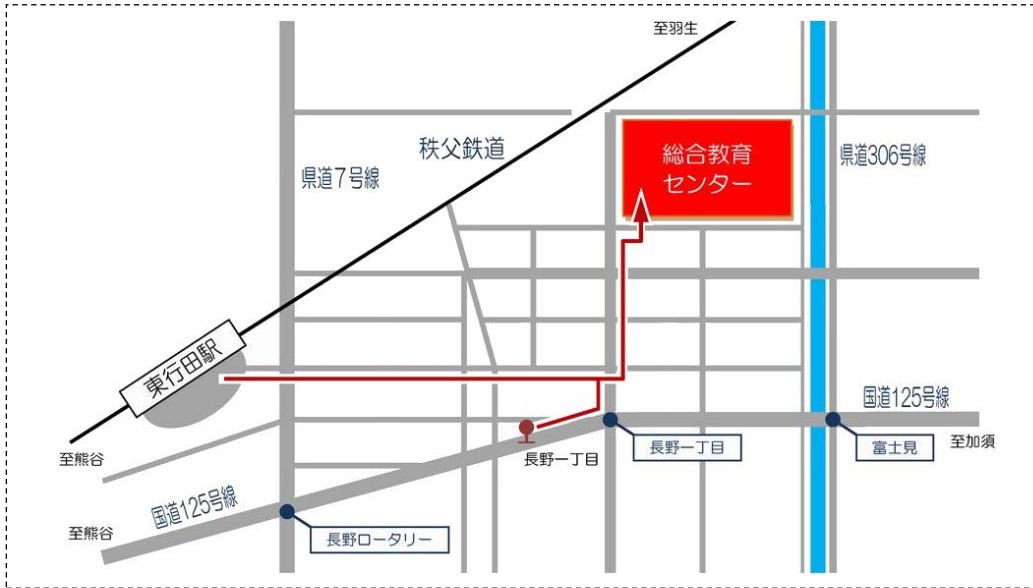 至羽生
秩父鉄道
県道7号線
総合教育
センター
県道306号線
東行田駅
国道125号線
至熊谷
長野一丁目
長野一丁目
富士見
至加須
国道125号線
至熊谷
長野ロータリー